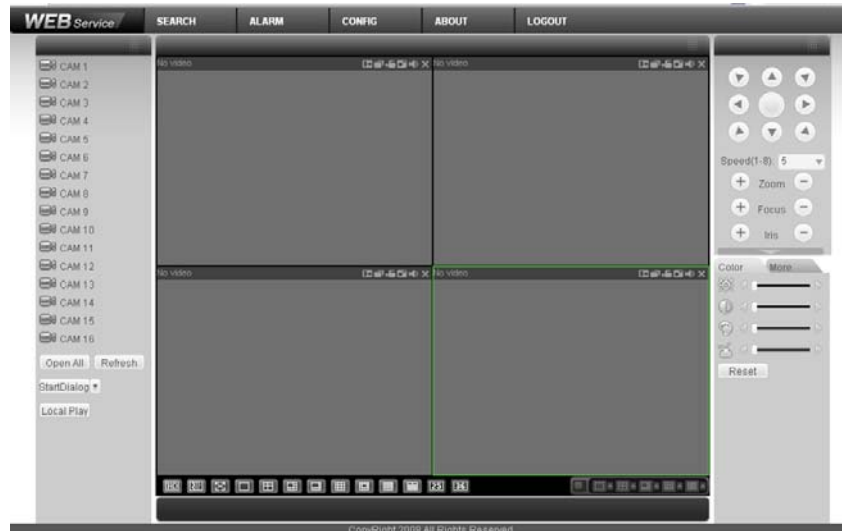 WEB Service
SEARCH ALARM CONFIG ABOUT LOGOUT
CAM 1
CAM 2
CAM 3
CAM 4
CAM 5
CAM 6
CAM 7
CAM 8
CAM 9
CAM 10
CAM 11
CAM 12
CAM 13
CAM 14
CAM 15
CAM 16
Open All Refresh
StartDialog
Local Play
No video
No video
No video
No video
25 36
Speed(1-8): 5
Zoom
Focus
Iris
Color More
Reset
CopyRight 2008 All Rights Reserved